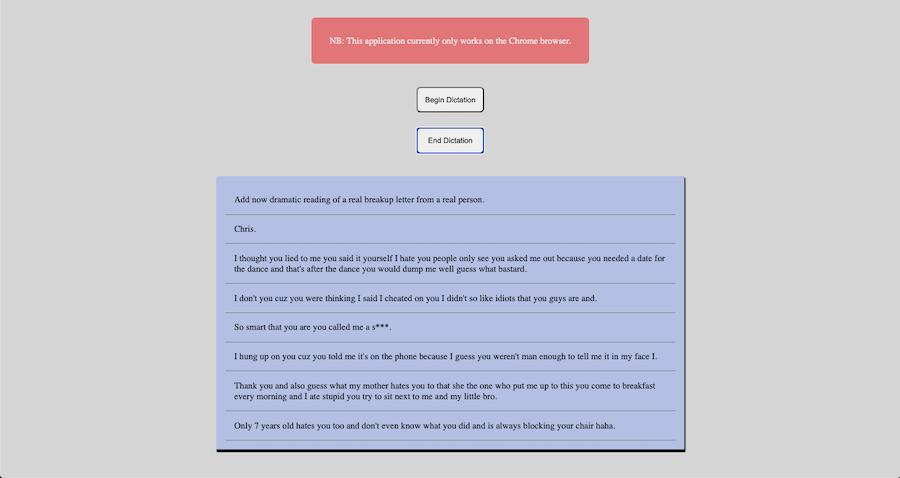 NB: This application currently only works on the Chrome browser.
Begin Dictation
End Dictation
Add now dramatic reading of a real breakup letter from a real person.
Chris.
I thought you lied to me you said it yourself I hate you people only see you asked me out because you needed a date for
the dance and that's after the dance you would dump me well guess what bastard.
I don't you cuz you were thinking I said I cheated on you I didn't so like idiots that you guys are and.
So smart that you are you called me a s***.
I hung up on you cuz you told me it's on the phone because I guess you weren't man enough to tell me it in my face I.
Thank you and also guess what my mother hates you to that she the one who put me up to this you come to breakfast
every morning and I ate stupid you try to sit next to me and my little bro.
Only 7 years old hates you too and don't even know what you did and is always blocking your chair haha.